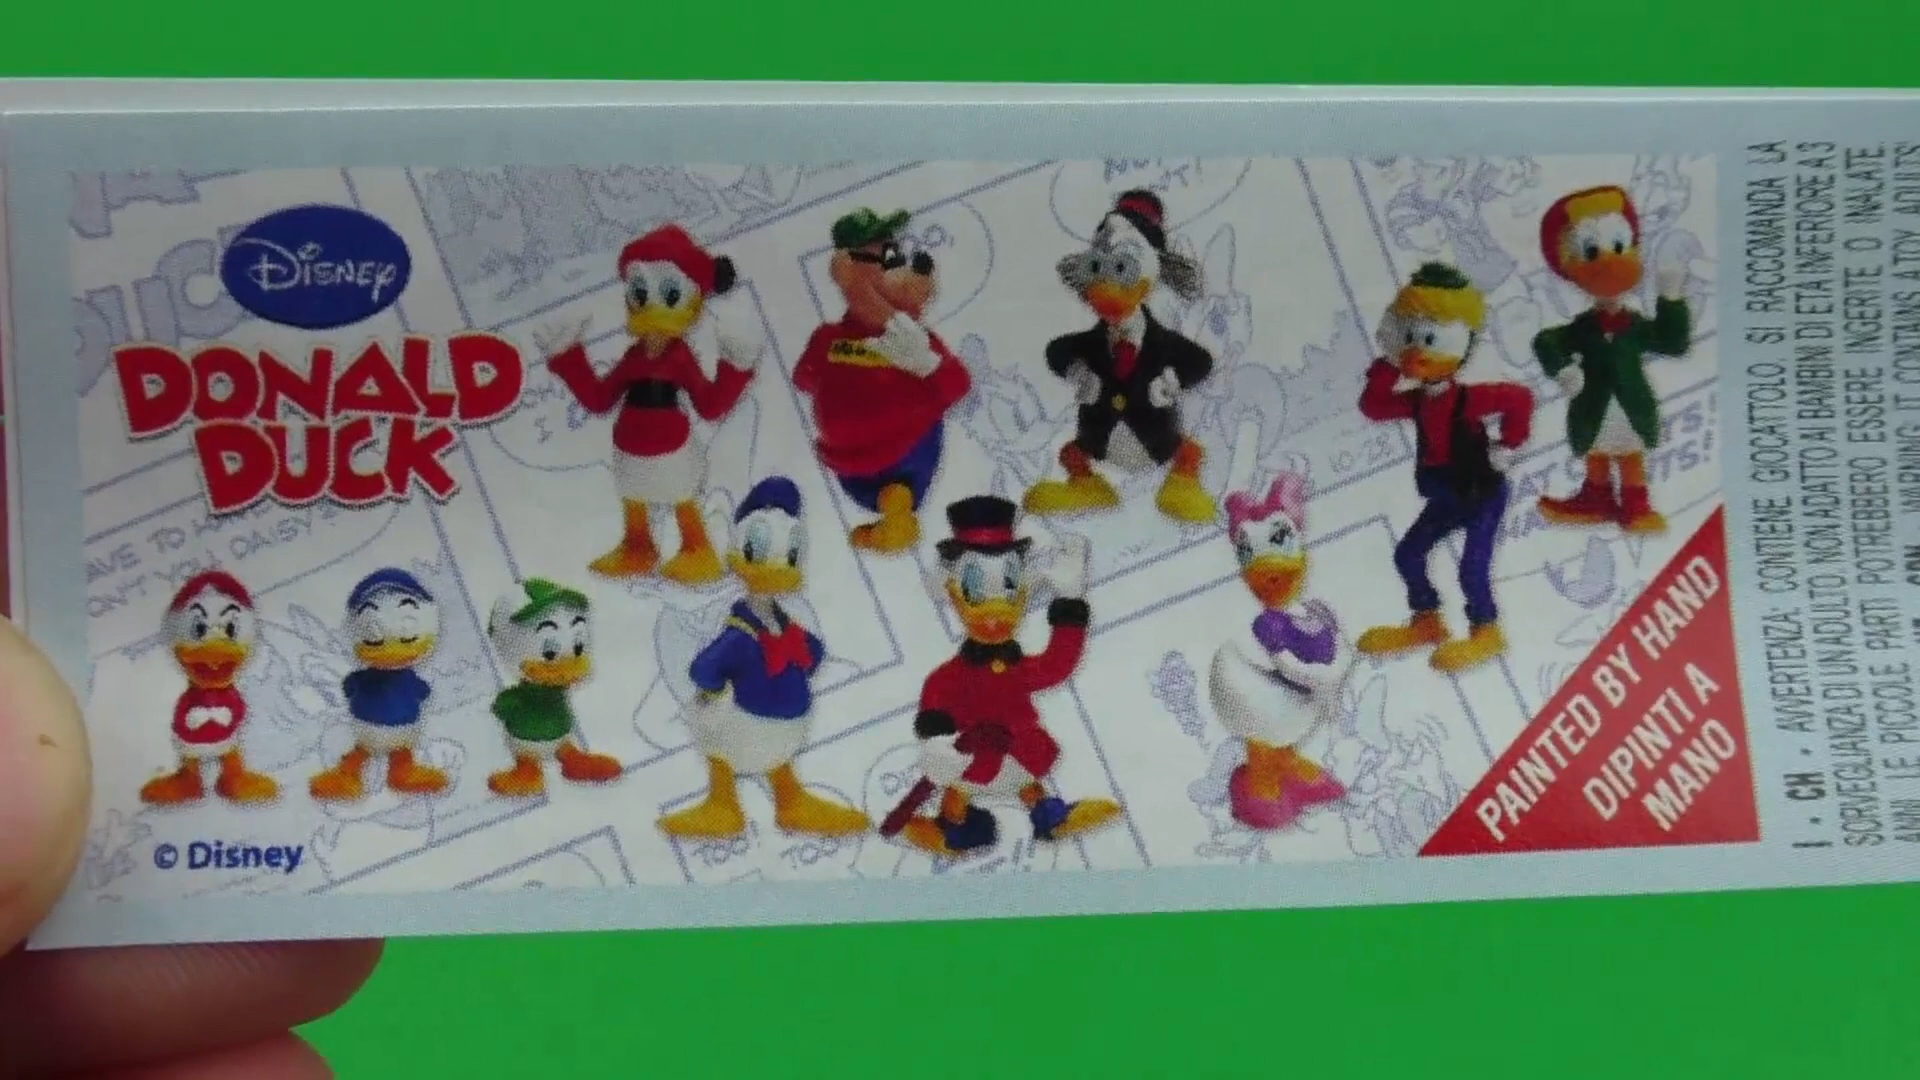 Disney
DONALD
DUCK
© Disney
PAINTED BY HAND
DIPINTI A
MANO
I • CH • AVVERTENZA: CONTIENE GIOCATTOLO. SI RACCOMANDA LA
SORVEGLIANZA DI UN ADULTO. NON ADATTO AI BAMBINI DI ETÀ INFERIORE A 3
ANNI. LE PICCOLE PARTI POTREBBERO ESSERE INGERITE O INALATE.
WARNING, IT CONTAINS A TOY. ADULT'S